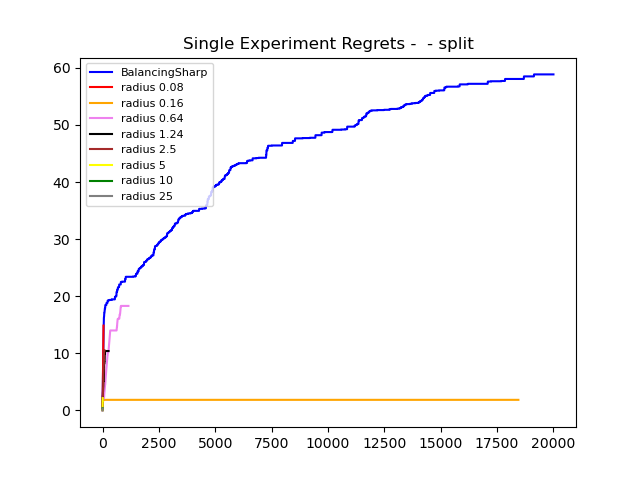 Single Experiment Regrets -  - split
60
50
40
30
20
10
0
BalancingSharp
radius 0.08
radius 0.16
radius 0.64
radius 1.24
radius 2.5
radius 5
radius 10
radius 25
0 2500 5000 7500 10000 12500 15000 17500 20000